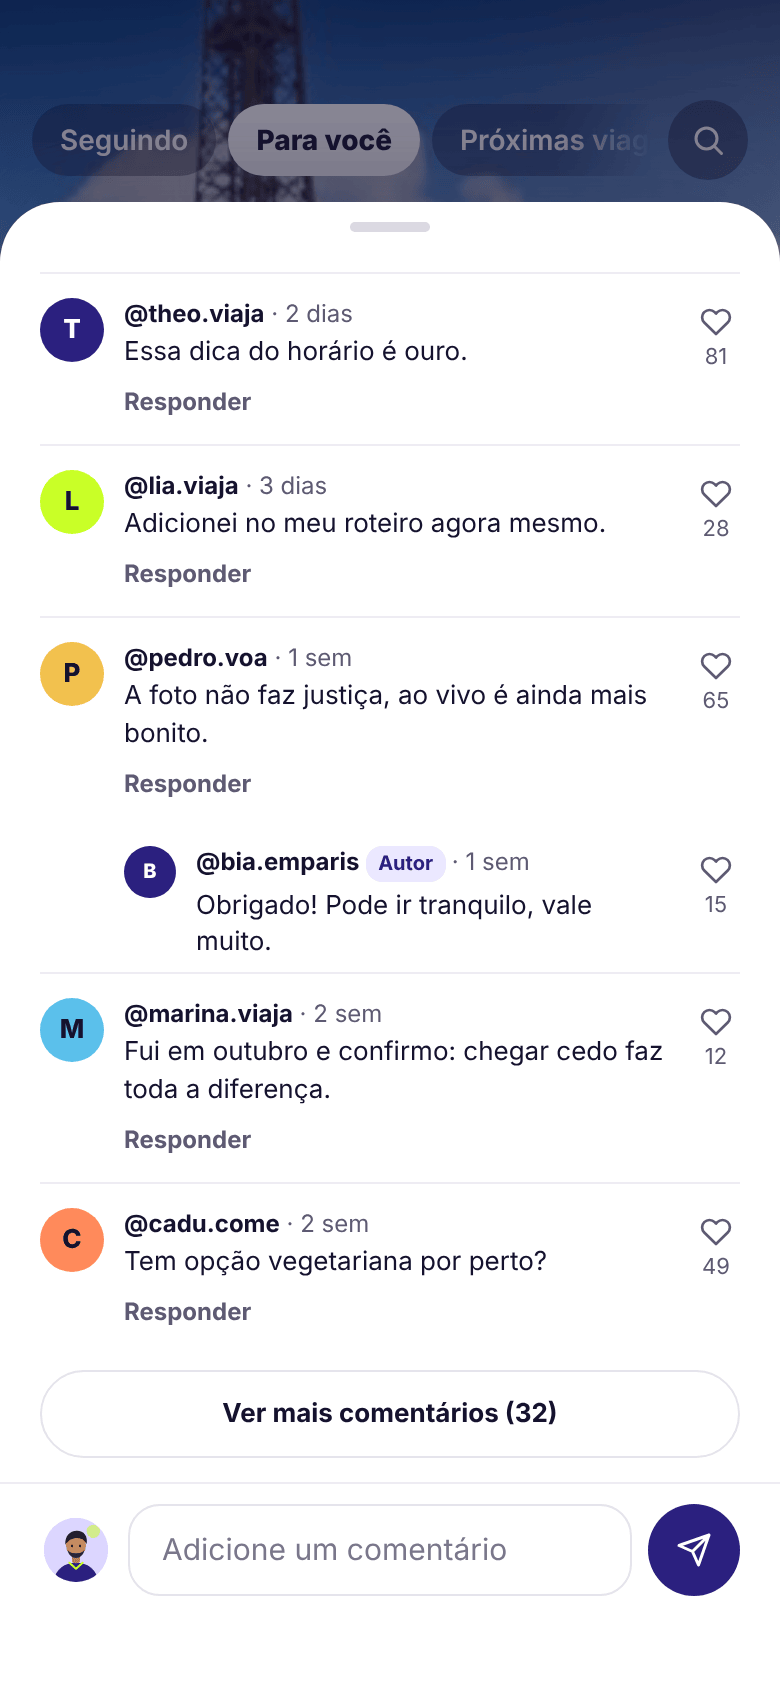 Seguindo
Para você
Próximas viag
T
@theo.viaja · 2 dias
Essa dica do horário é ouro.
81
Responder
L
@lia.viaja · 3 dias
Adicionei no meu roteiro agora mesmo.
28
Responder
P
@pedro.voa · 1 sem
A foto não faz justiça, ao vivo é ainda mais
bonito.
65
Responder
B
@bia.emparis Autor · 1 sem
Obrigado! Pode ir tranquilo, vale
muito.
15
M
@marina.viaja · 2 sem
Fui em outubro e confirmo: chegar cedo faz
toda a diferença.
12
Responder
C
@cadu.come · 2 sem
Tem opção vegetariana por perto?
49
Responder
Ver mais comentários (32)
Adicione um comentário